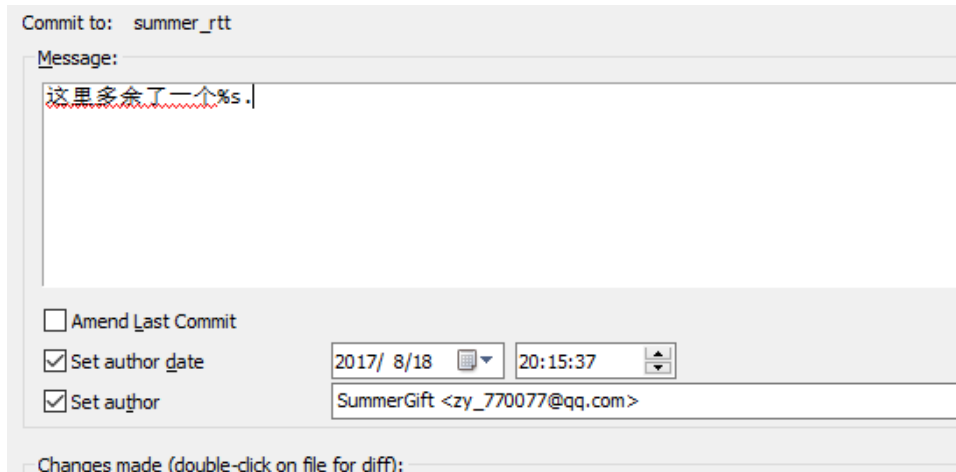 Commit to: summer_rtt
Message:
这里多余了一个%s.
Amend Last Commit
Set author date 2017/ 8/18 20:15:37
Set author SummerGift <zy_770077@qq.com>
Changes made (double-click on file for diff):